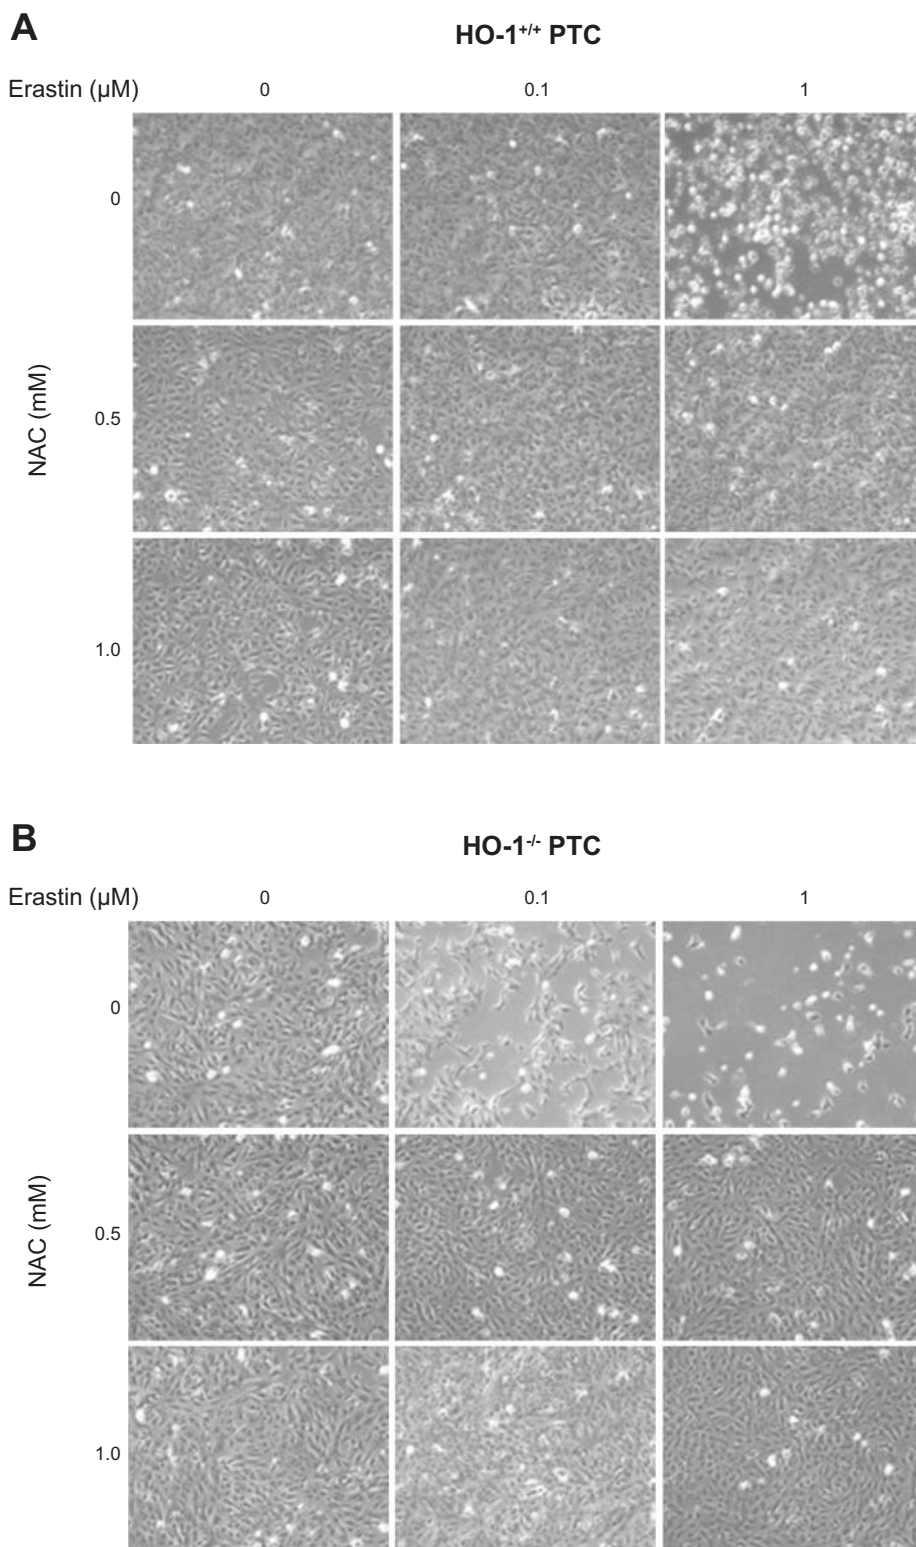 A
HO-1+/+ PTC
Erastin (µM) 0 0.1 1
0
NAC (mM)
0.5
1.0
B
HO-1-/- PTC
Erastin (µM) 0 0.1 1
0
NAC (mM)
0.5
1.0